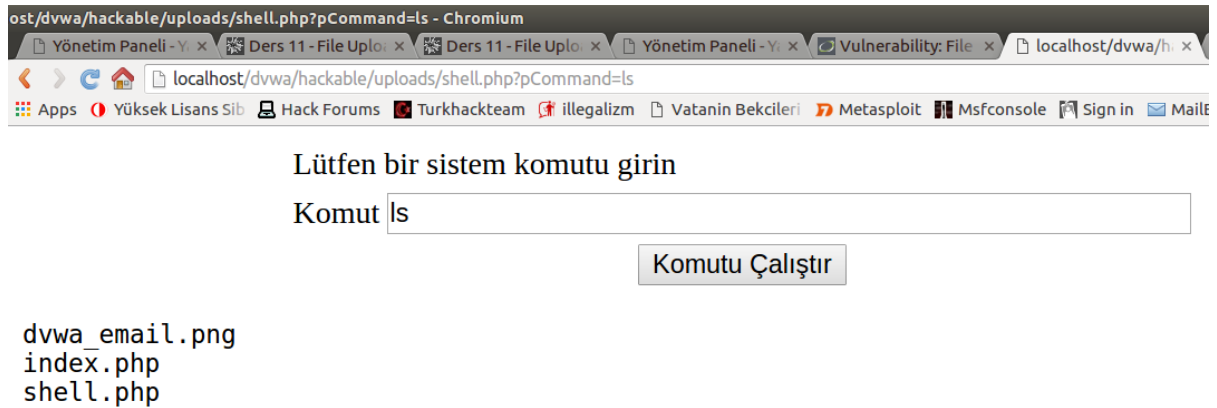 ost/dvwa/hackable/uploads/shell.php?pCommand=ls - Chromium
Yönetim Paneli - Ders 11 - File Ders 11 - File Yönetim Paneli - Vulnerability: File localhost/dvwa/
localhost/dvwa/hackable/uploads/shell.php?pCommand=ls
Apps Yüksek Lisans Sib Hack Forums Turkhackteam illegalizm Vatanin Bekcileri Metasploit Msfconsole Sign in
Lütfen bir sistem komutu girin
Komut ls
Komutu Çalıştır
dvwa_email.png
index.php
shell.php